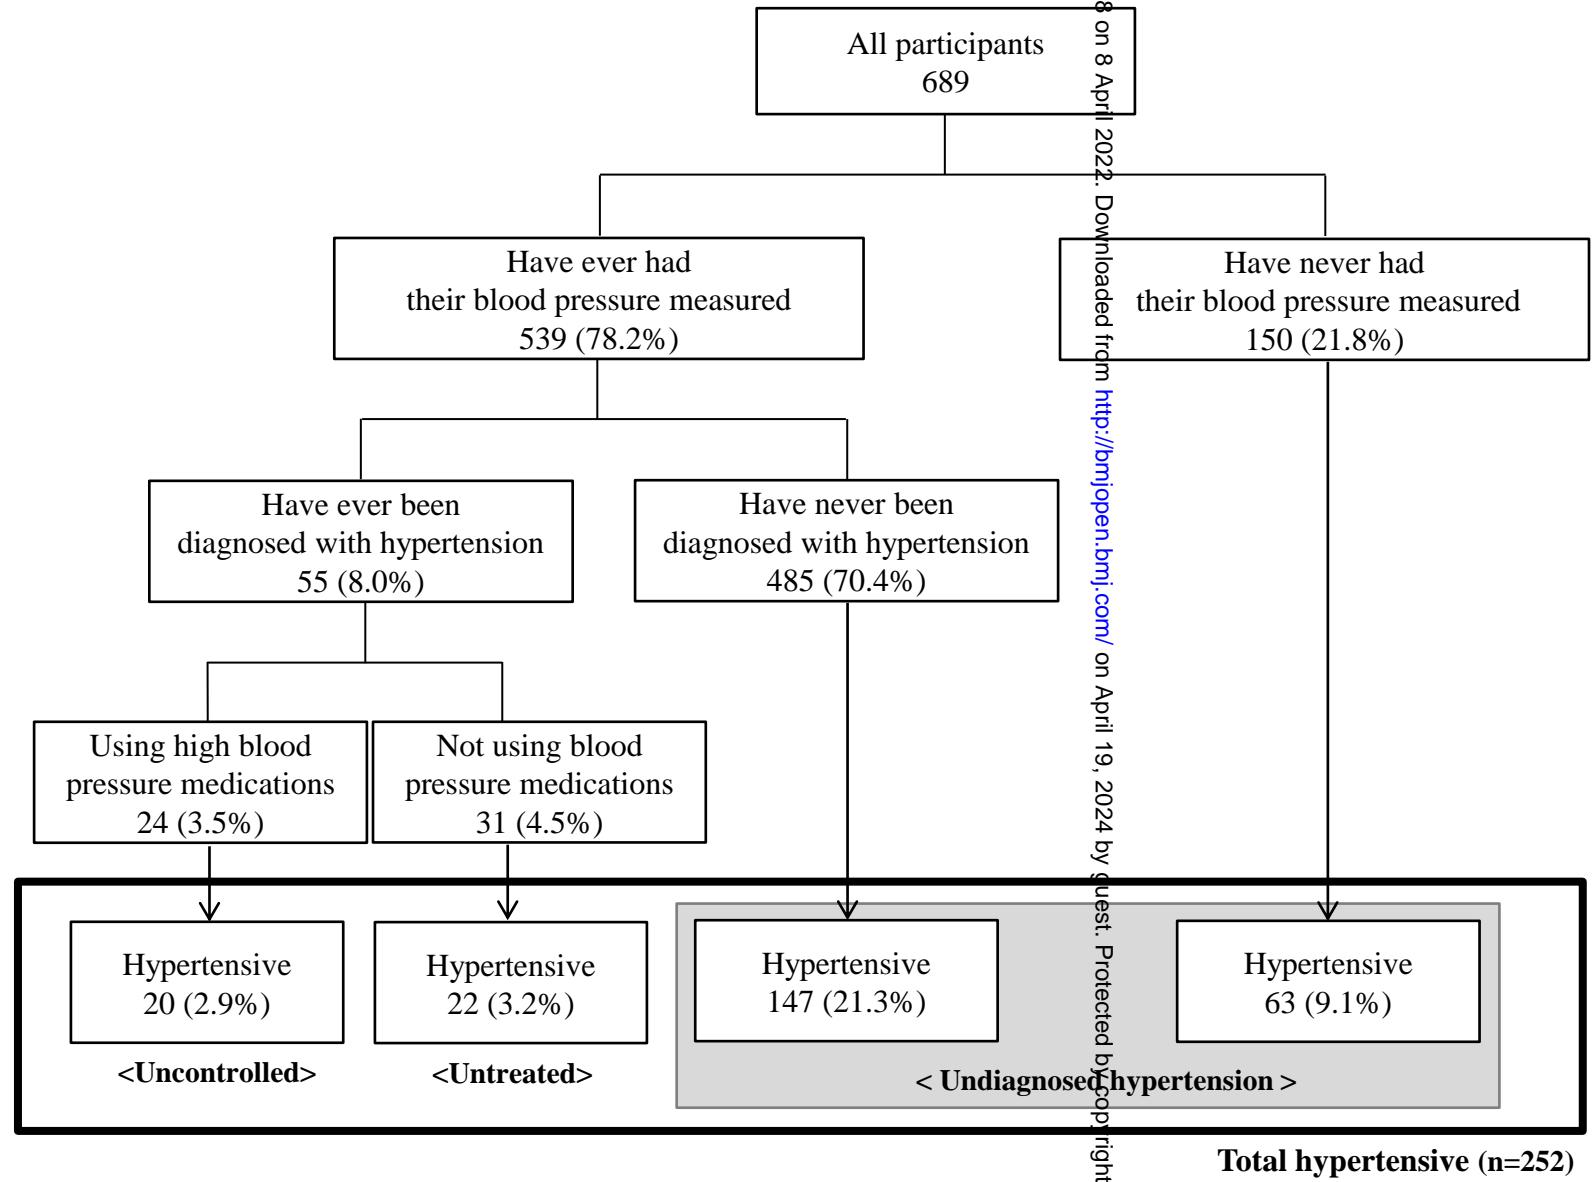 All participants
689
Have ever had
their blood pressure measured
539 (78.2%)
Have never had
their blood pressure measured
150 (21.8%)
Have ever been
diagnosed with hypertension
55 (8.0%)
Have never been
diagnosed with hypertension
485 (70.4%)
Using high blood
pressure medications
24 (3.5%)
Not using blood
pressure medications
31 (4.5%)
Hypertensive
20 (2.9%)
<Uncontrolled>
Hypertensive
22 (3.2%)
<Untreated>
Hypertensive
147 (21.3%)
Hypertensive
63 (9.1%)
< Undiagnosed hypertension >
Total hypertensive (n=252)
8 on 8 April 2022. Downloaded from http://bmjopen.bmj.com/ on April 19, 2024 by guest. Protected by copyright